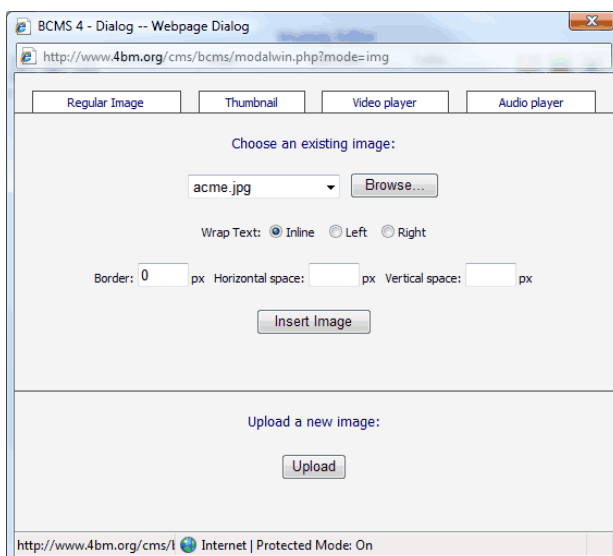 BCMS 4 - Dialog -- Webpage Dialog
http://www.4bm.org/cms/bcms/modalwin.php?mode=img
Regular Image Thumbnail Video player Audio player
Choose an existing image:
acme.jpg Browse...
Wrap Text: Inline Left Right
Border: 0 px Horizontal space: px Vertical space: px
Insert Image
Upload a new image:
Upload
http://www.4bm.org/cms/b Internet | Protected Mode: On